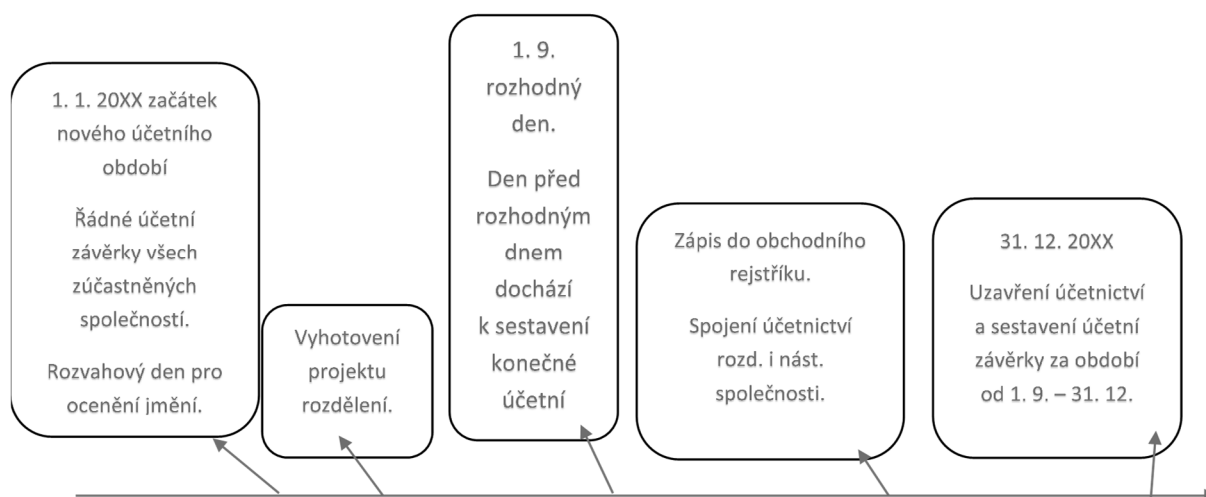 1. 1. 20XX začátek
nového účetního
období
Řádné účetní
závěrky všech
zúčastněných
společností.
Rozvahový den pro
ocenění jmění.
Vyhotovení
projektu
rozdělení.
1. 9.
rozhodný
den.
Den před
rozhodným
dnem
dochází
k sestavení
konečné
účetní
Zápis do obchodního
rejstříku.
Spojení účetnictví
rozd. i nást.
společnosti.
31. 12. 20XX
Uzavření účetnictví
a sestavení účetní
závěrky za období
od 1. 9. – 31. 12.